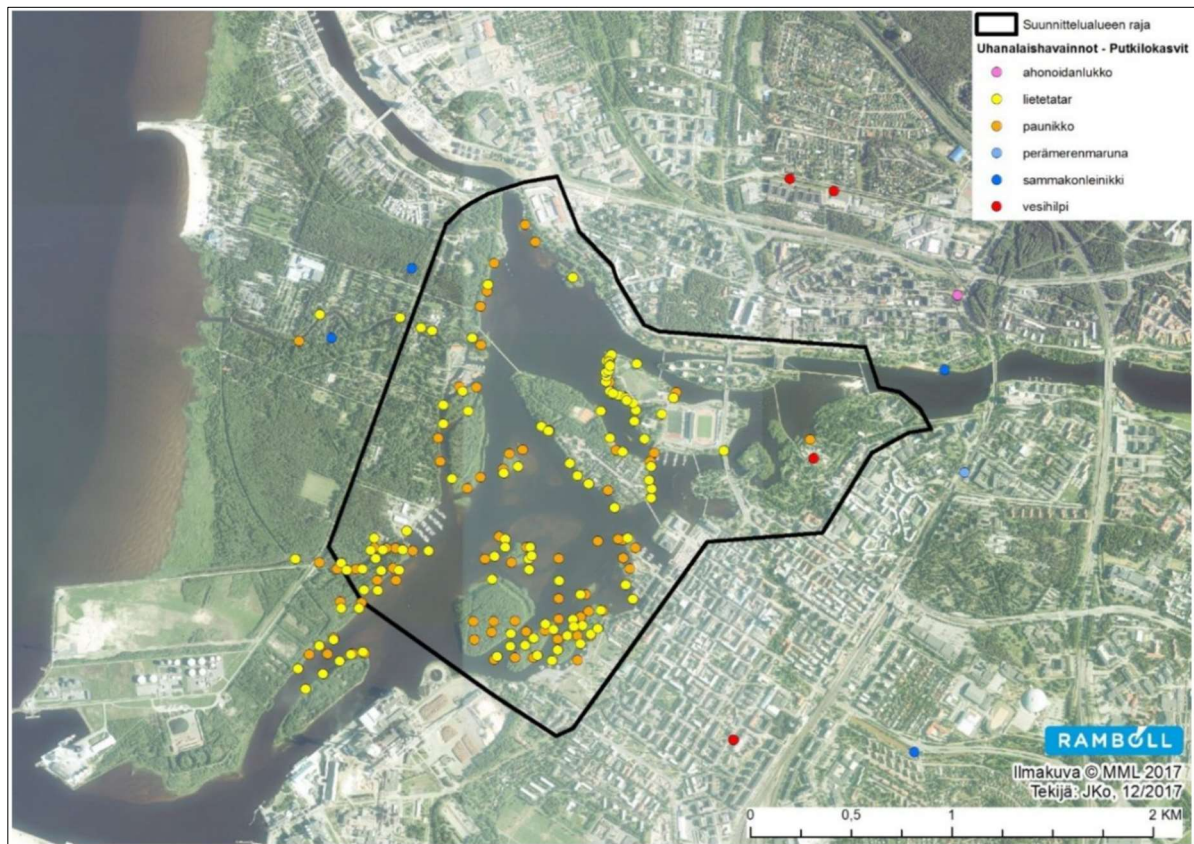 Suunnittelualueen raja
Uhanalaishavainnot - Putkilokasvit
ahonoidanlukko
lietetatar
paunikko
perämerenmaruna
sammakonleinikki
vesihilpi
RAMBOLL
Ilmakuva © MML 2017
Tekijä: JKo, 12/2017
0 0,5 1 2 KM